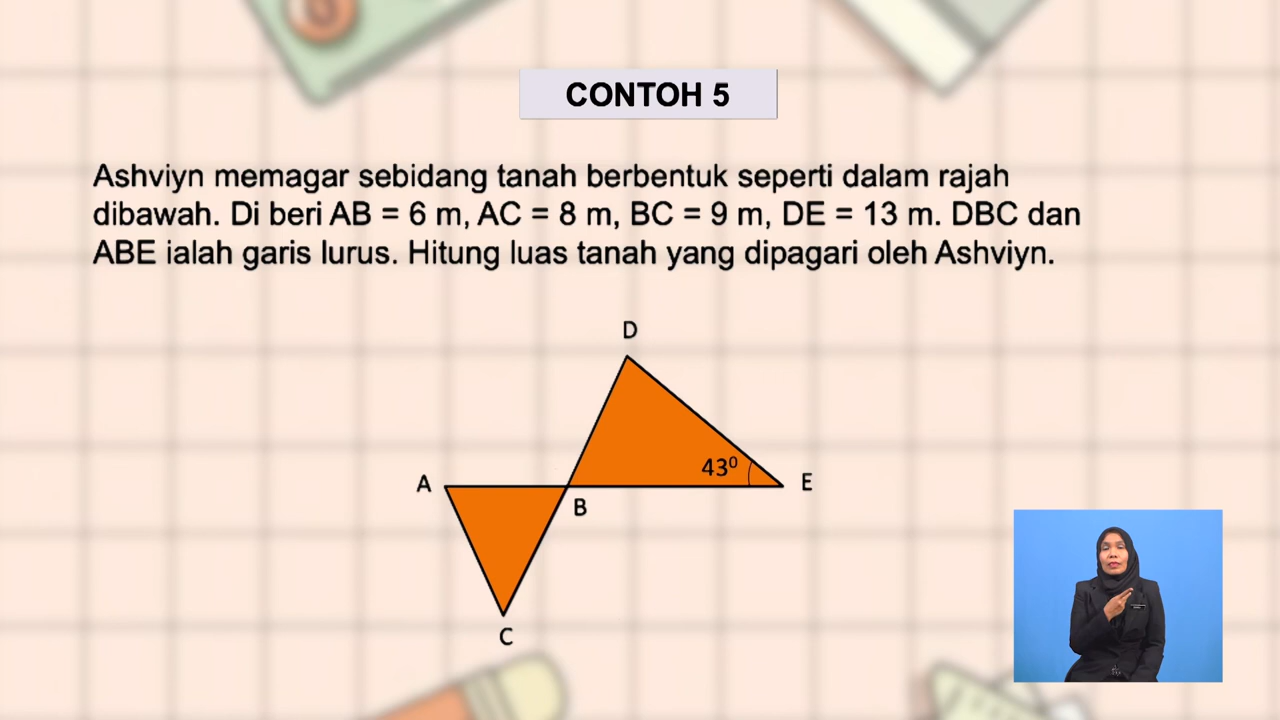 CONTOH 5
Ashviyn memagar sebidang tanah berbentuk seperti dalam rajah
dibawah. Di beri AB = 6 m, AC = 8 m, BC = 9 m, DE = 13 m. DBC dan
ABE ialah garis lurus. Hitung luas tanah yang dipagari oleh Ashviyn.
D
43⁰
A
E
B
C